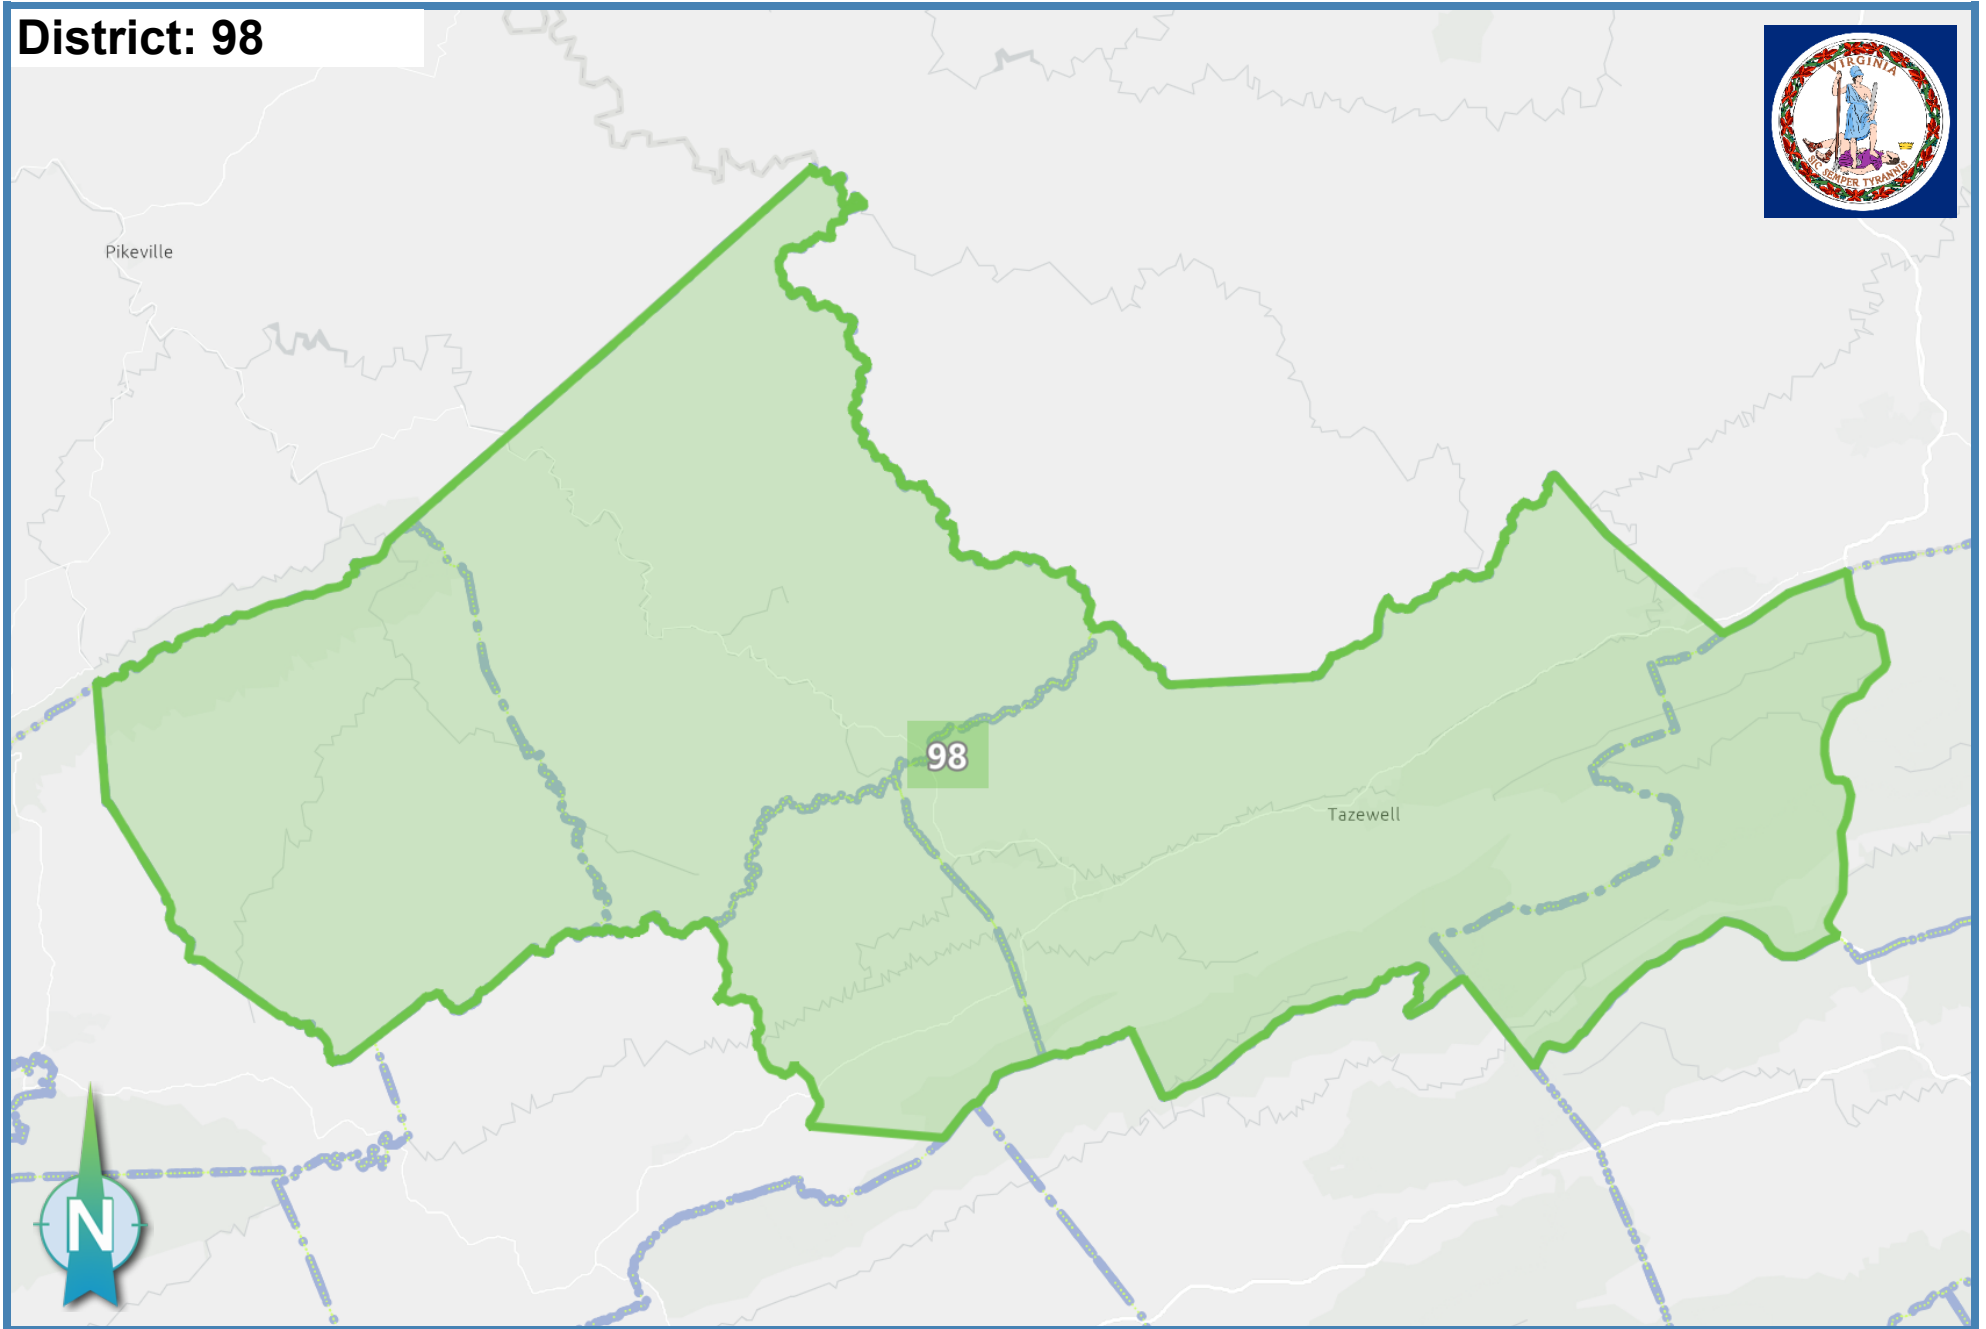 District: 98
VIRGINIA
SIC SEMPER TYRANNIS
Pikeville
98
Tazewell
N